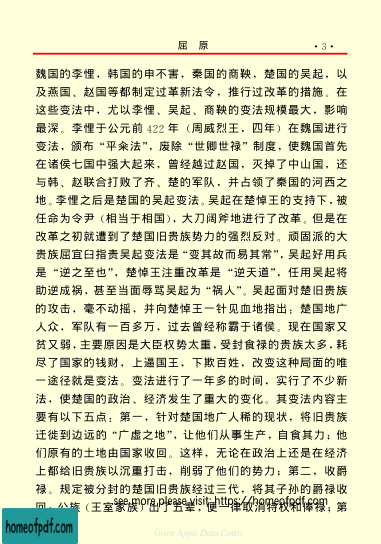 屈 原
·3·
魏国的李悝，韩国的申不害，秦国的商鞅，楚国的吴起，以
及燕国、赵国等都制定过革新法令，推行过改革的措施。在
这些变法中，尤以李悝、吴起、商鞅的变法规模最大，影响
最深。李悝于公元前 422 年（周威烈王，四年）在魏国进行
变法，颁布“平籴法”，废除“世卿世禄”制度，使魏国首先
在诸侯七国中强大起来，曾经越过赵国，灭掉了中山国，还
与韩、赵联合打败了齐、楚的军队，并占领了秦国的河西之
地。李悝之后是楚国的吴起变法。吴起在楚悼王的支持下，被
任命为令尹（相当于相国），大刀阔斧地进行了改革。但是在
改革之初就遭到了楚国旧贵族势力的强烈反对。顽固派的大
贵族屈宜臼指责吴起变法是“变其故而易其常”，吴起好用兵
是“逆之至也”，楚悼王注重改革是“逆天道”，任用吴起将
助逆成祸，甚至当面辱骂吴起为“祸人”。吴起面对楚旧贵族
的攻击，毫不动摇，并向楚悼王一针见血地指出：楚国地广
人众，军队有一百多万，过去曾经称霸于诸侯。现在国家又
贫又弱，主要原因是大臣权势太重，受封食禄的贵族太多，耗
尽了国家的钱财，上逼国王，下欺百姓，改变这种局面的唯
一途径就是变法。变法进行了一年多的时间，实行了不少新
法，使楚国的政治、经济发生了重大的变化。其变法内容主
要有以下五点：第一，针对楚国地广人稀的现状，将旧贵族
迁徙到边远的“广虚之地”，让他们从事生产，自食其力；他
们原有的土地由国家收回。这样，无论在政治上还是在经济
上都给旧贵族以沉重打击，削弱了他们的势力；第二，收爵
禄。规定被分封的楚国旧贵族经过三代，将其子孙的爵禄收
回，公族（王室家族）出了五辈，便一律取消特权和俸禄；第
see more please visit: https://homeofpdf.com
homeofpdf.com
Green Apple Data Center